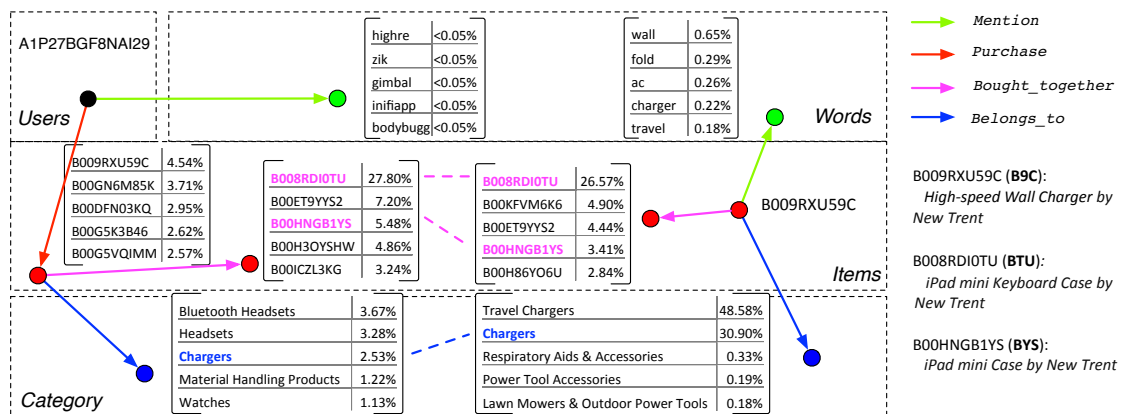 A1P27BGF8NAI29
Users
highre <0.05%
zik <0.05%
gimbal <0.05%
inifiapp <0.05%
bodybugg <0.05%
wall 0.65%
fold 0.29%
ac 0.26%
charger 0.22%
travel 0.18%
Words
B009RXU59C 4.54%
B00GN6M85K 3.71%
B00DFN03KQ 2.95%
B00G5K3B46 2.62%
B00G5VQIMM 2.57%
B008RDI0TU 27.80%
B00ET9YYS2 7.20%
B00HNGB1YS 5.48%
B00H3OYSHW 4.86%
B00ICZL3KG 3.24%
B008RDI0TU 26.57%
B00KFVM6K6 4.90%
B00ET9YYS2 4.44%
B00HNGB1YS 3.41%
B00H86YO6U 2.84%
B009RXU59C
Items
Bluetooth Headsets 3.67%
Headsets 3.28%
Chargers 2.53%
Material Handling Products 1.22%
Watches 1.13%
Travel Chargers 48.58%
Chargers 30.90%
Respiratory Aids & Accessories 0.33%
Power Tool Accessories 0.19%
Lawn Mowers & Outdoor Power Tools 0.18%
Category
Mention
Purchase
Bought_together
Belongs_to
B009RXU59C (B9C):
High-speed Wall Charger by
New Trent
B008RDI0TU (BTU):
iPad mini Keyboard Case by
New Trent
B00HNGB1YS (BYS):
iPad mini Case by New Trent